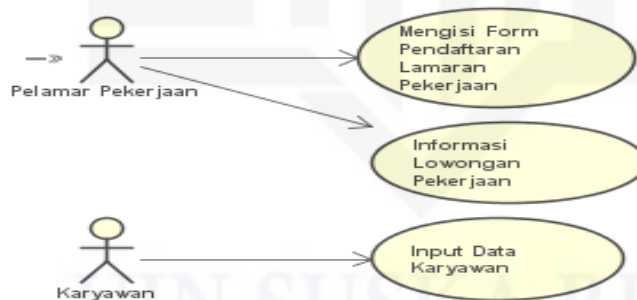 Mengisi Form
Pendaftaran
Lamaran
Pekerjaan
Pelamar Pekerjaan
Informasi
Lowongan
Pekerjaan
Input Data
Karyawan
Karyawan